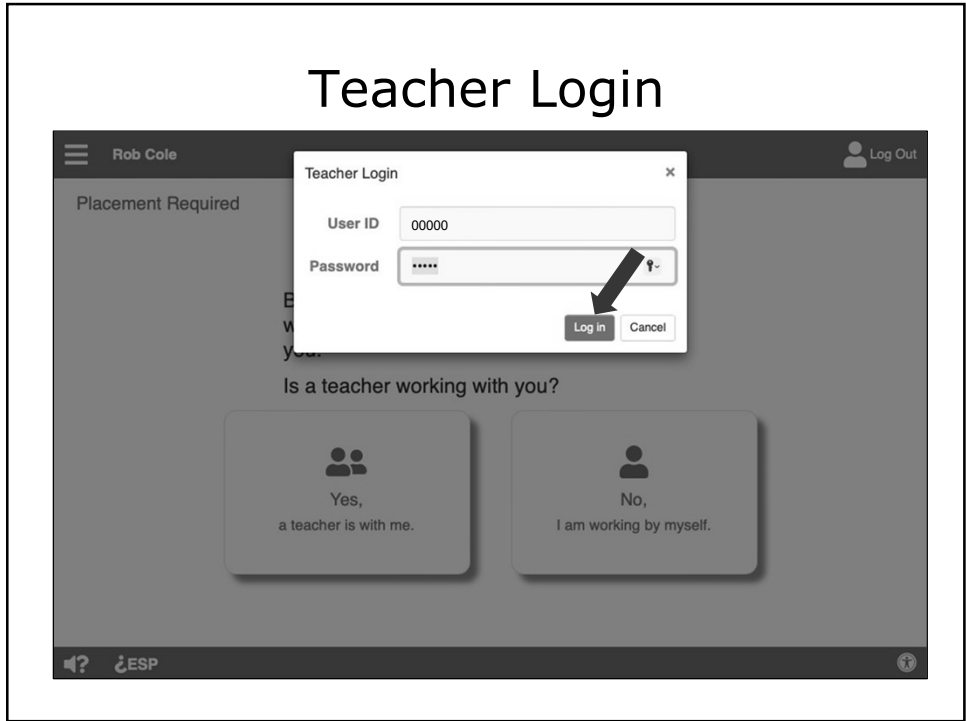 Teacher Login
Rob Cole
Log Out
Placement Required
Teacher Login ×
User ID 00000
Password •••••
Log in Cancel
Is a teacher working with you?
Yes,
a teacher is with me.
No,
I am working by myself.
? ¿ESP